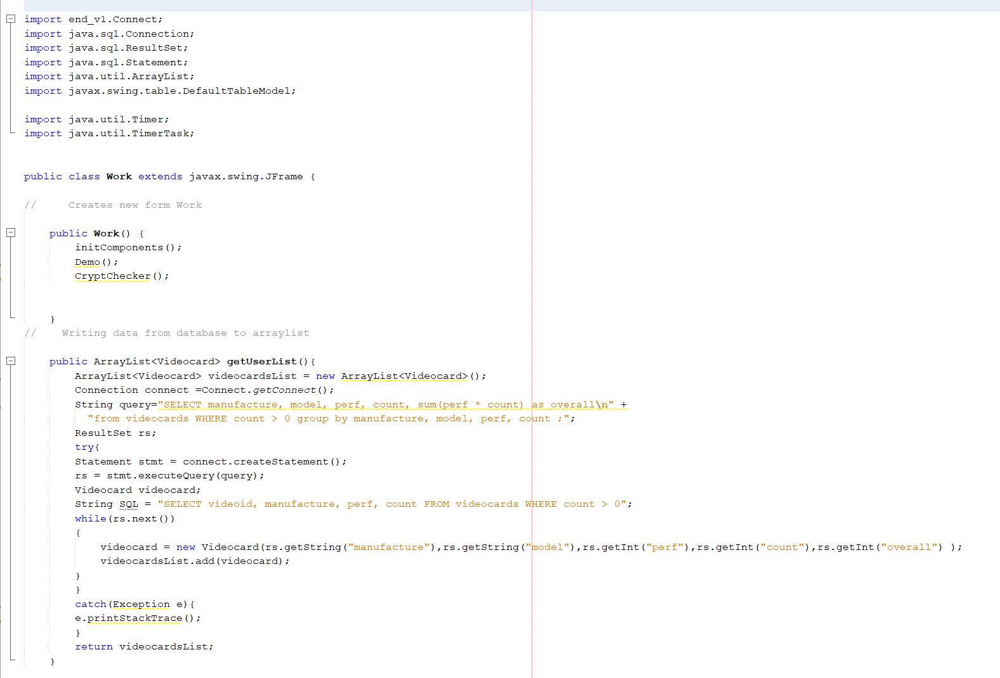 import end_v1.Connect;
import java.sql.Connection;
import java.sql.ResultSet;
import java.sql.Statement;
import java.util.ArrayList;
import javax.swing.table.DefaultTableModel;
import java.util.Timer;
import java.util.TimerTask;
public class Work extends javax.swing.JFrame {
//     Creates new form Work
    public Work() {
        initComponents();
        Demo();
        CryptChecker();
    }
//    Writing data from database to arraylist
    public ArrayList<Videocard> getUserList(){
        ArrayList<Videocard> videocardsList = new ArrayList<Videocard>();
        Connection connect =Connect.getConnect();
        String query="SELECT manufacture, model, perf, count, sum(perf * count) as overall\n" +
          "from videocards WHERE count > 0 group by manufacture, model, perf, count ;";
        ResultSet rs;
        try{
        Statement stmt = connect.createStatement();
        rs = stmt.executeQuery(query);
        Videocard videocard;
        String SQL = "SELECT videoid, manufacture, perf, count FROM videocards WHERE count > 0";
        while(rs.next())
        {
            videocard = new Videocard(rs.getString("manufacture"),rs.getString("model"),rs.getInt("perf"),rs.getInt("count"),rs.getInt("overall") );
            videocardsList.add(videocard);
        }
        }
        catch(Exception e){
        e.printStackTrace();
        }
        return videocardsList;
    }